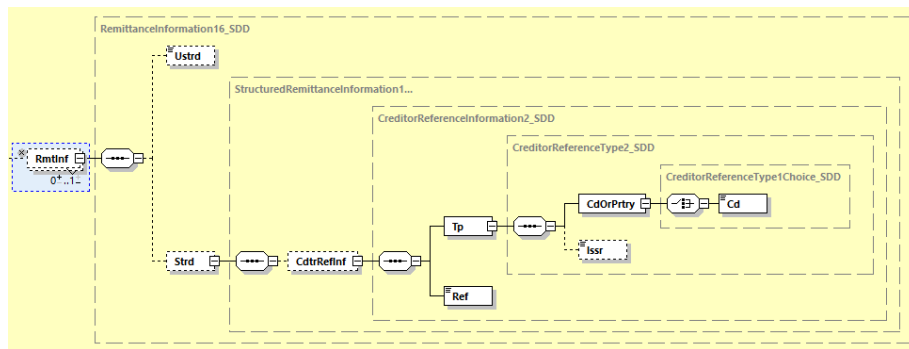 RemittanceInformation16_SDD
Ustrd
StructuredRemittanceInformation1...
CreditorReferenceInformation2_SDD
CreditorReferenceType2_SDD
CreditorReferenceType1Choice_SDD
RmtInf
0..1
CdOrPrtry
Cd
Tp
Issr
Strd
CdtrRefInf
Ref